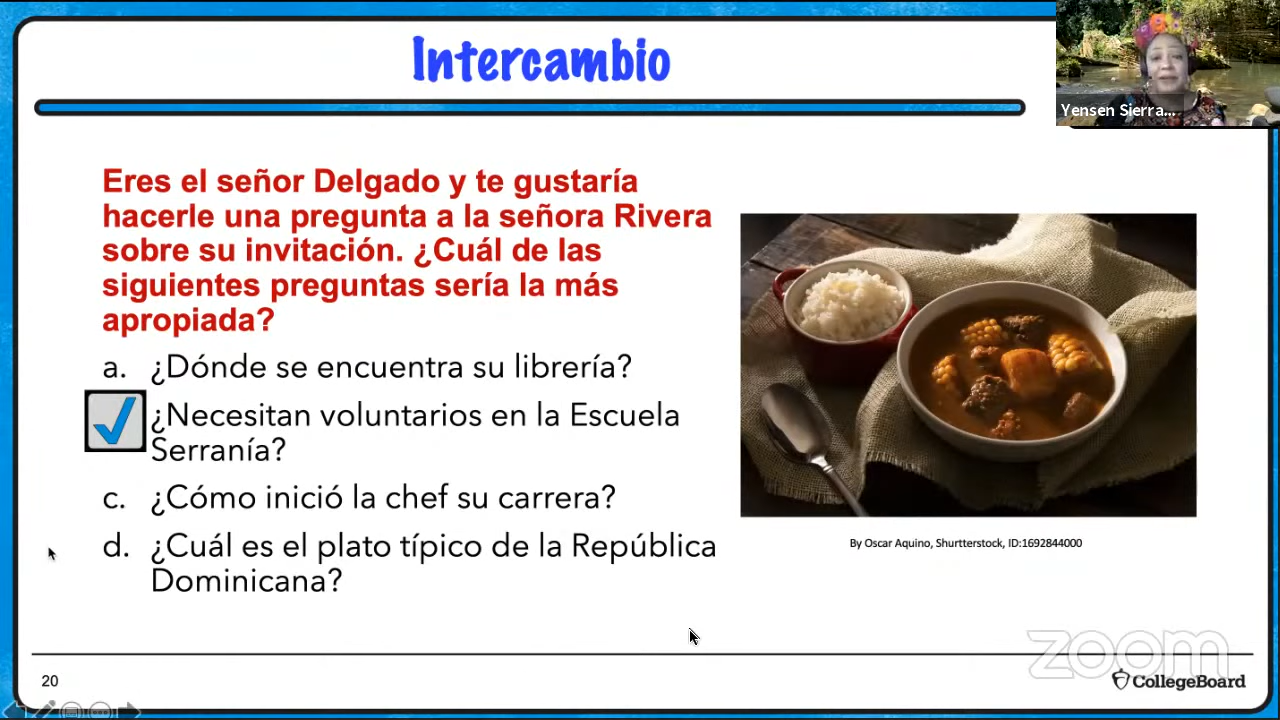 Intercambio
Yensen Sierra...
Eres el señor Delgado y te gustaría
hacerle una pregunta a la señora Rivera
sobre su invitación. ¿Cuál de las
siguientes preguntas sería la más
apropiada?
a. ¿Dónde se encuentra su librería?
¿Necesitan voluntarios en la Escuela
Serranía?
c. ¿Cómo inició la chef su carrera?
d. ¿Cuál es el plato típico de la República
Dominicana?
By Oscar Aquino, Shurtterstock, ID:1692844000
zoom
20
CollegeBoard